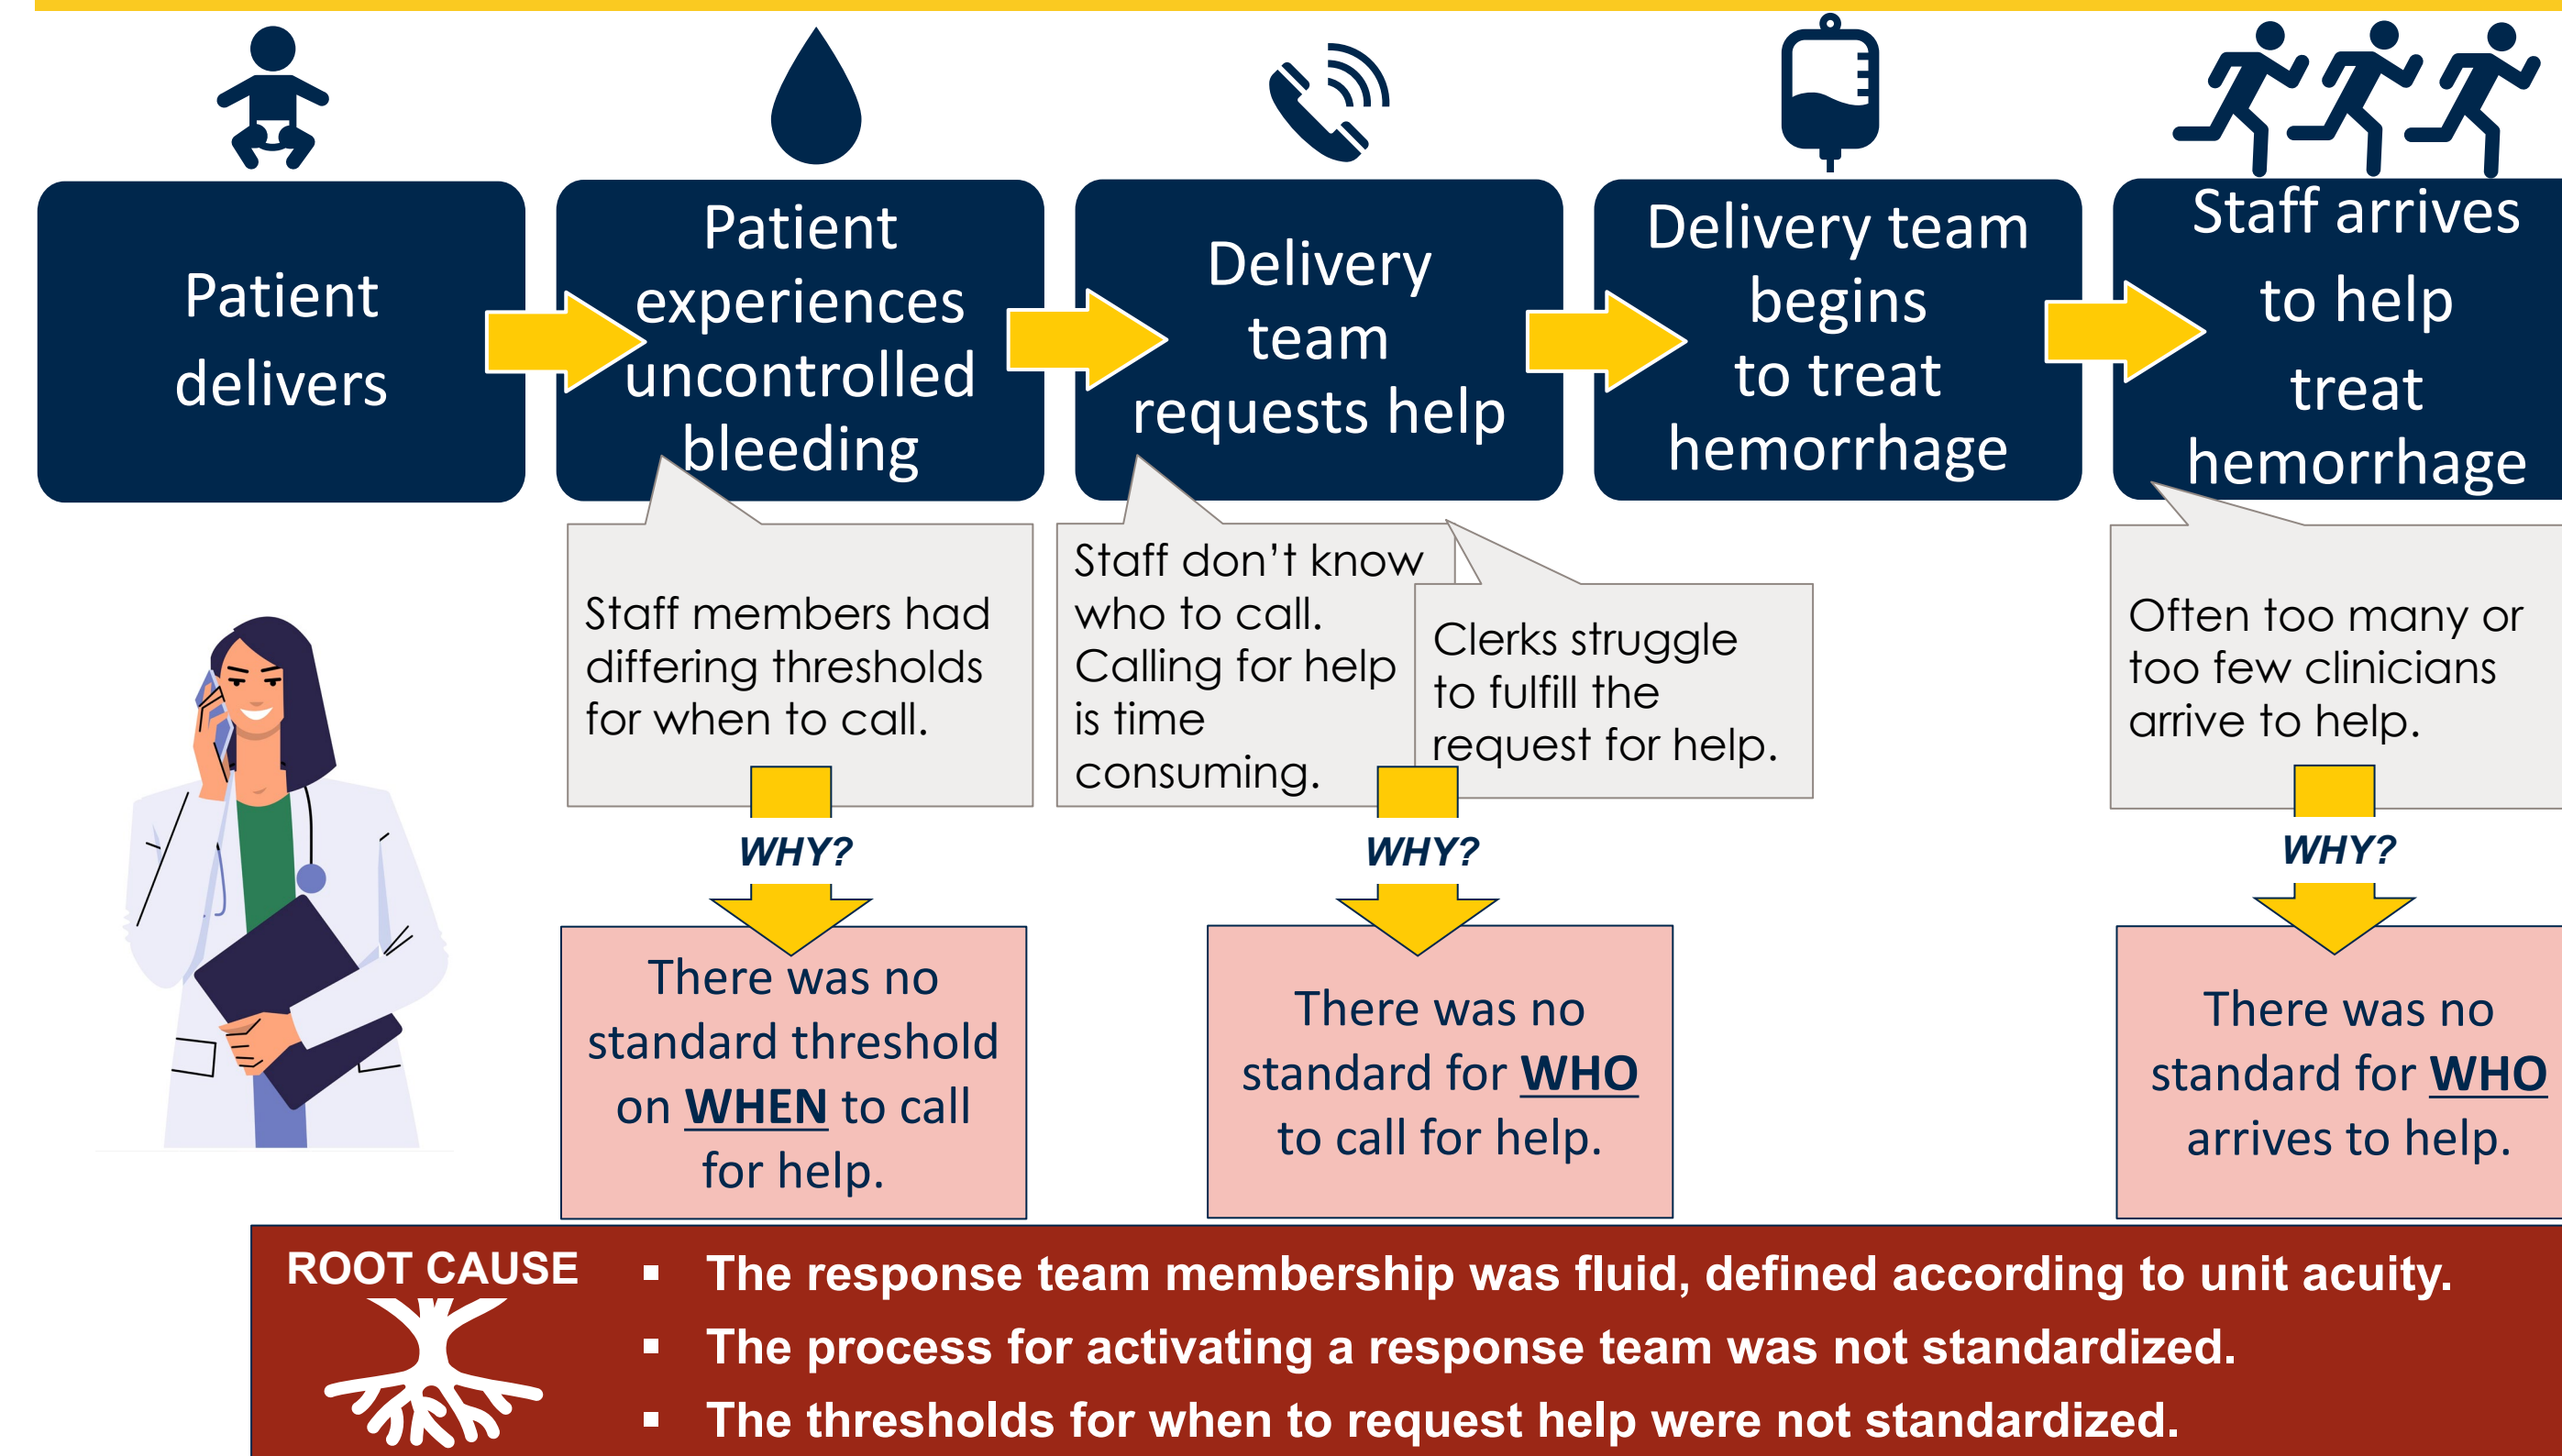 Patient
delivers
Patient
experiences
uncontrolled
bleeding
Delivery
team
requests help
Delivery team
begins
to treat
hemorrhage
Staff arrives
to help
treat
hemorrhage
Staff members had
differing thresholds
for when to call.
Staff don’t know
who to call.
Calling for help
is time
consuming.
Clerks struggle
to fulfill the
request for help.
Often too many or
too few clinicians
arrive to help.
WHY?
WHY?
WHY?
There was no
standard threshold
on WHEN to call
for help.
There was no
standard for WHO
to call for help.
There was no
standard for WHO
arrives to help.
ROOT CAUSE
▪ The response team membership was fluid, defined according to unit acuity.
▪ The process for activating a response team was not standardized.
▪ The thresholds for when to request help were not standardized.